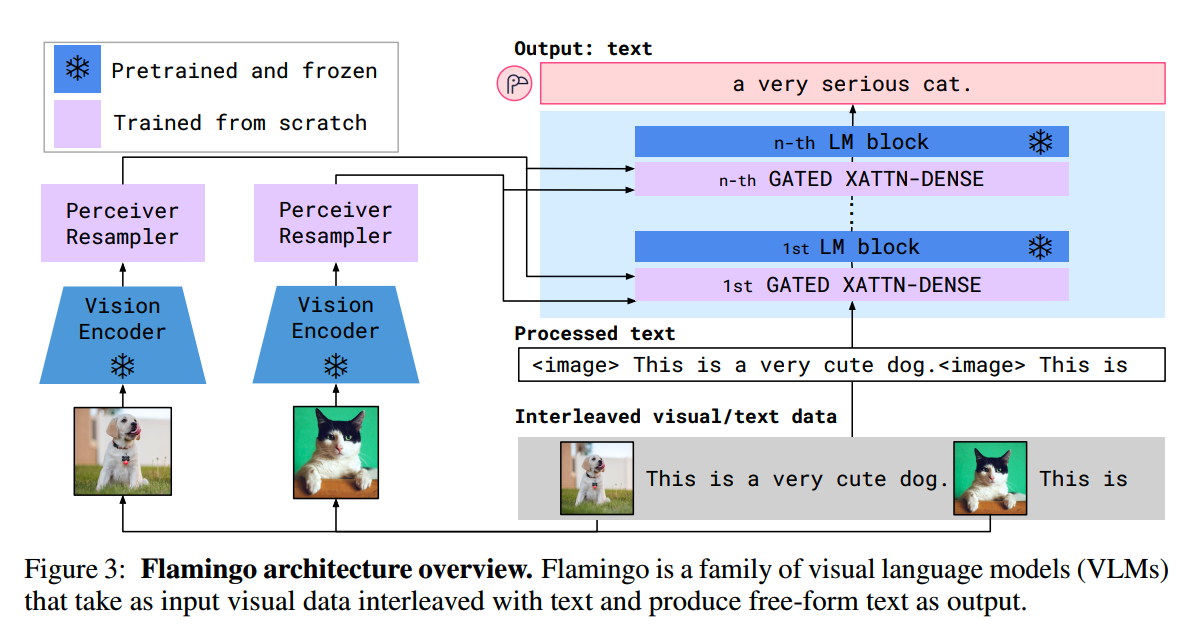 Output: text
Pretrained and frozen
a very serious cat.
Trained from scratch
n-th LM block
n-th GATED XATTN-DENSE
Perceiver
Resampler
Perceiver
Resampler
1st LM block
1st GATED XATTN-DENSE
Vision
Encoder
Vision
Encoder
Processed text
<image> This is a very cute dog.<image> This is
Interleaved visual/text data
This is a very cute dog. This is
Figure 3: Flamingo architecture overview. Flamingo is a family of visual language models (VLMs)
that take as input visual data interleaved with text and produce free-form text as output.